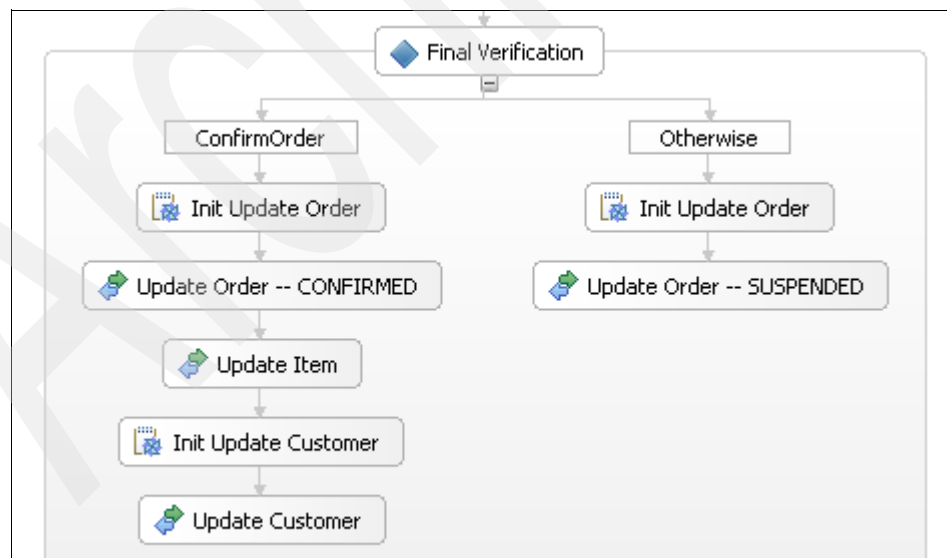 Final Verification
ConfirmOrder
Otherwise
Init Update Order
Init Update Order
Update Order -- CONFIRMED
Update Order -- SUSPENDED
Update Item
Init Update Customer
Update Customer